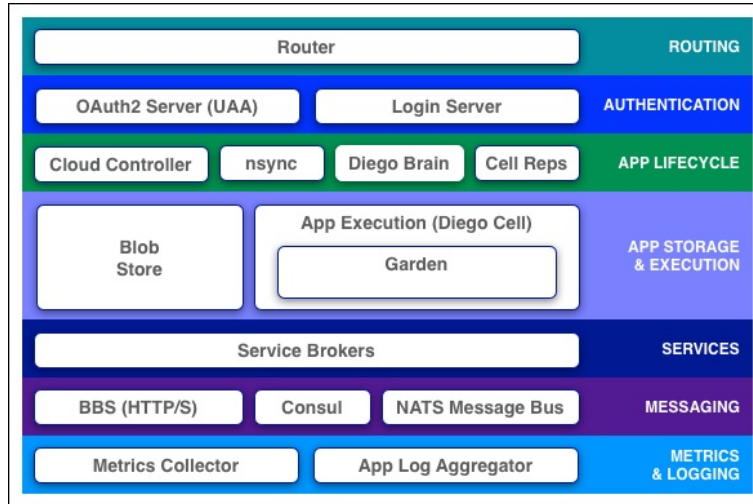 Router
ROUTING
OAuth2 Server (UAA)
Login Server
AUTHENTICATION
Cloud Controller
nsync
Diego Brain
Cell Reps
APP LIFECYCLE
Blob
Store
App Execution (Diego Cell)
Garden
APP STORAGE
& EXECUTION
Service Brokers
SERVICES
BBS (HTTP/S)
Consul
NATS Message Bus
MESSAGING
Metrics Collector
App Log Aggregator
METRICS
& LOGGING